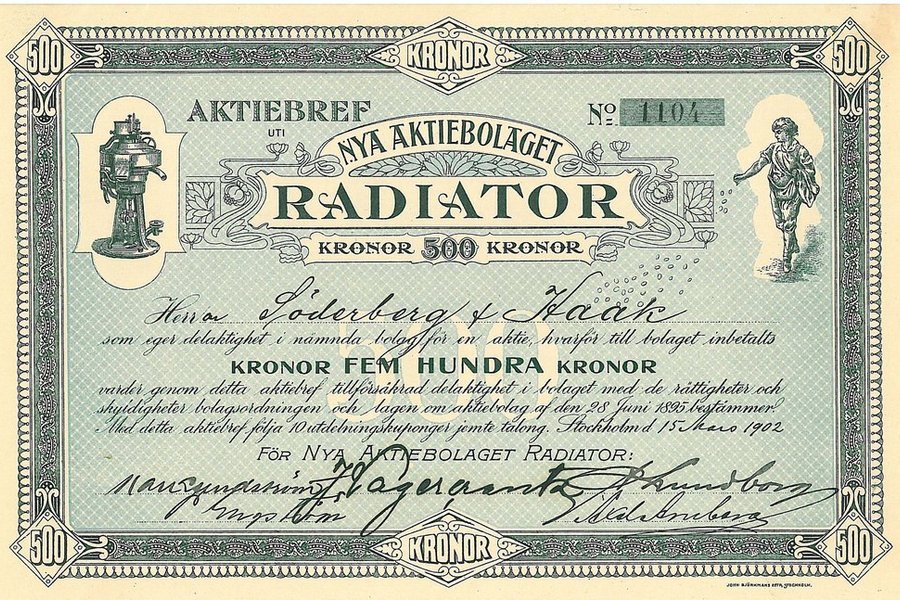 500 KRONOR 500
AKTIEBREF
UTI
No 1104
NYA AKTIEBOLAGET
RADIATOR
KRONOR 500 KRONOR
Herrar Söderberg & Haak
som eger delaktighet i nämnda bolag för en aktie, hvarför till bolaget inbetalts
KRONOR FEM HUNDRA KRONOR
varder genom detta aktiebref tillförsäkrad delaktighet i bolaget med de rättigheter och
skyldigheter bolagsordningen och lagen om aktiebolag af den 28 Juni 1895 bestämmer.
Med detta aktiebref följa 10 utdelningskuponger jemte talong. Stockholm d 15 Mars 1902
FÖR NYA AKTIEBOLAGET RADIATOR:
500 KRONOR 500
JOHN BJÖRKMANS EFTR, STOCKHOLM.